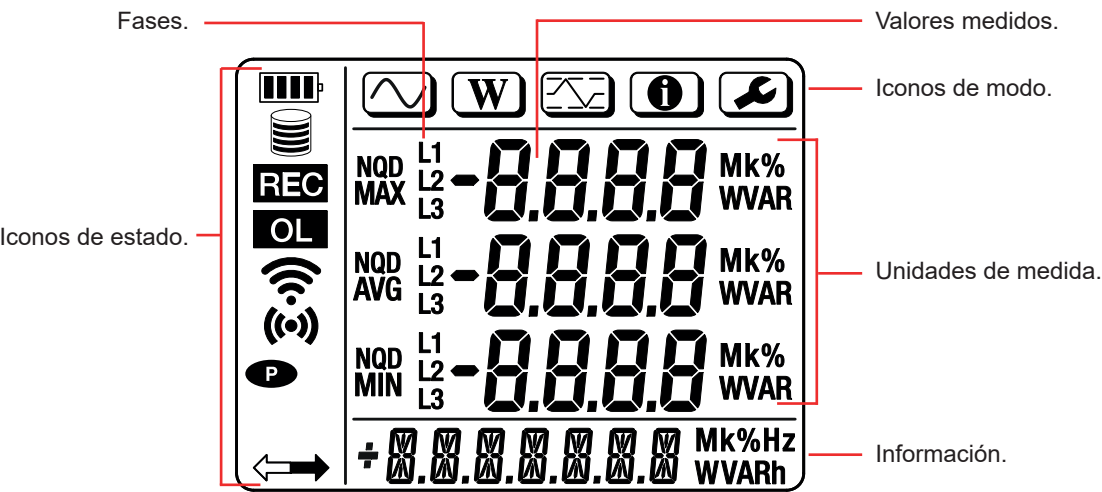 Fases.
Valores medidos.
W
i
Iconos de modo.
NQD
MAX
L1
L2
L3
-8.8.8.8
Mk%
WVAR
REC
OL
Iconos de estado.
NQD
AVG
L1
L2
L3
-8.8.8.8
Mk%
WVAR
Unidades de medida.
P
NQD
MIN
L1
L2
L3
-8.8.8.8
Mk%
WVAR
Mk%Hz
WVARh
Información.